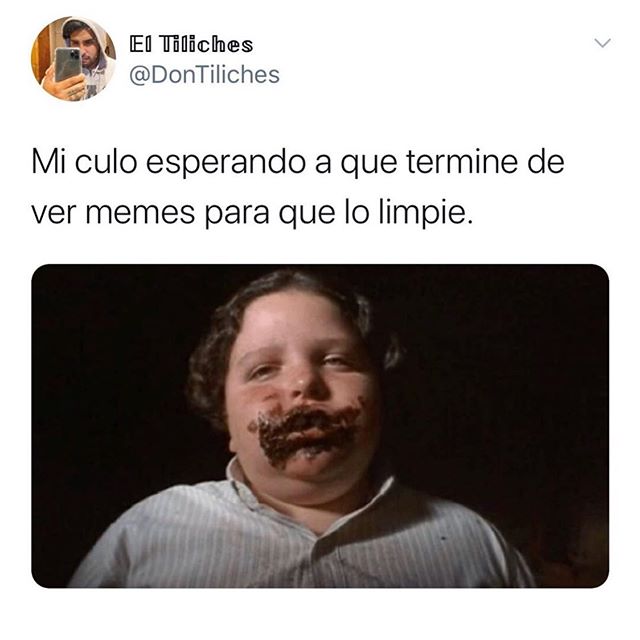 El Tiliches
@DonTiliches
Mi culo esperando a que termine de
ver memes para que lo limpie.